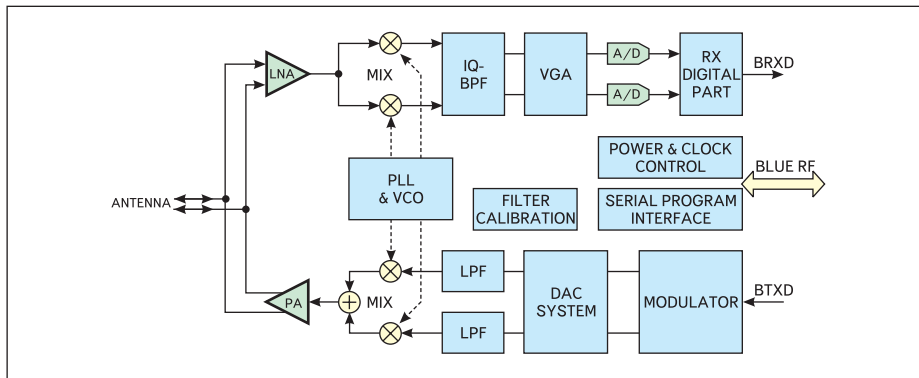 LNA
MIX
IQ-
BPF
VGA
A/D
A/D
RX
DIGITAL
PART
BRXD
POWER & CLOCK
CONTROL
BLUE RF
PLL
& VCO
FILTER
CALIBRATION
SERIAL PROGRAM
INTERFACE
ANTENNA
PA
MIX
LPF
LPF
DAC
SYSTEM
MODULATOR
BTXD